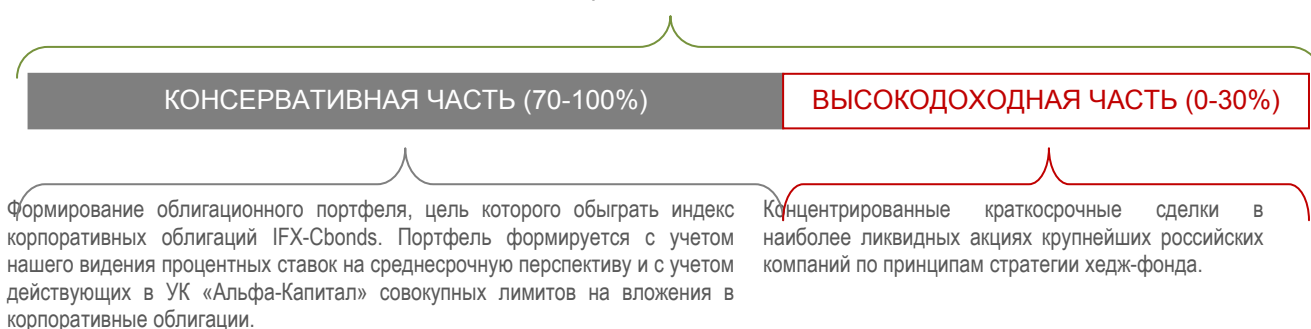 КОНСЕРВАТИВНАЯ ЧАСТЬ (70-100%)
ВЫСОКОДОХОДНАЯ ЧАСТЬ (0-30%)
Формирование облигационного портфеля, цель которого обыграть индекс
корпоративных облигаций IFX-Cbonds. Портфель формируется с учетом
нашего видения процентных ставок на среднесрочную перспективу и с учетом
действующих в УК «Альфа-Капитал» совокупных лимитов на вложения в
корпоративные облигации.
Концентрированные краткосрочные сделки в
наиболее ликвидных акциях крупнейших российских
компаний по принципам стратегии хедж-фонда.